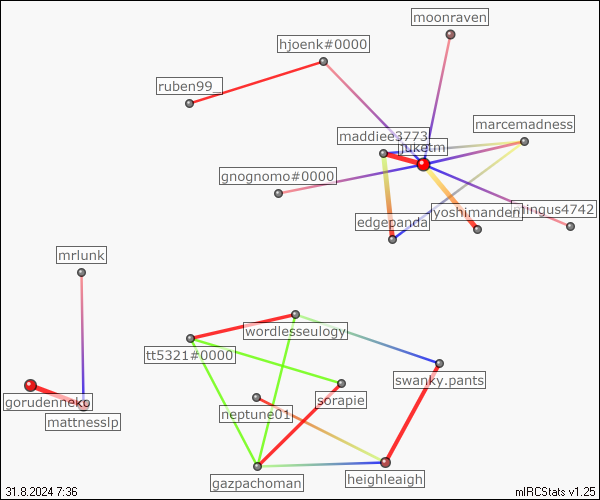 moonraven
hjoenk#0000
ruben99_
marcemadness
maddiee3773
juketm
gnognomo#0000
edgepanda
yoshimanden
mingus4742
mrlunk
wordlesseulogy
tt5321#0000
swanky.pants
sorapie
neptune01
gorudenneko
mattnesslp
gazpachoman
heighleaigh
31.8.2024 7:36
mIRCStats v1.25